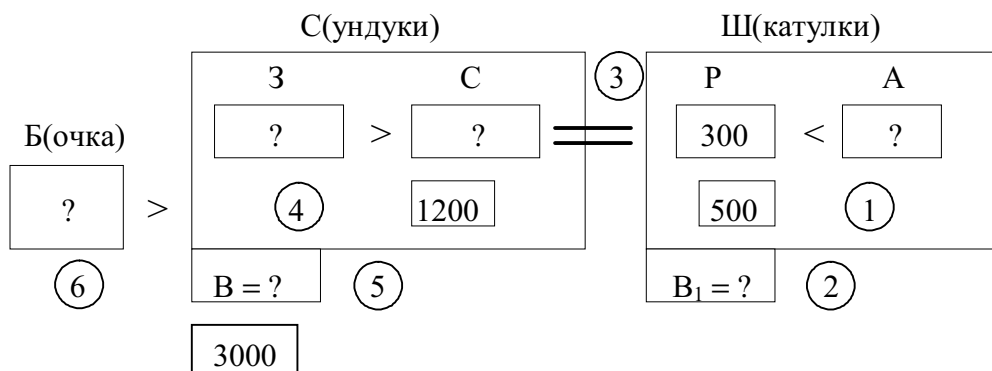 С(ундуки) Ш(катулки)
З С 3 Р А
Б(очка) ? > ? 300 < ?
? > 4 1200 500 1
6 В = ? 5 В₁ = ? 2
3000